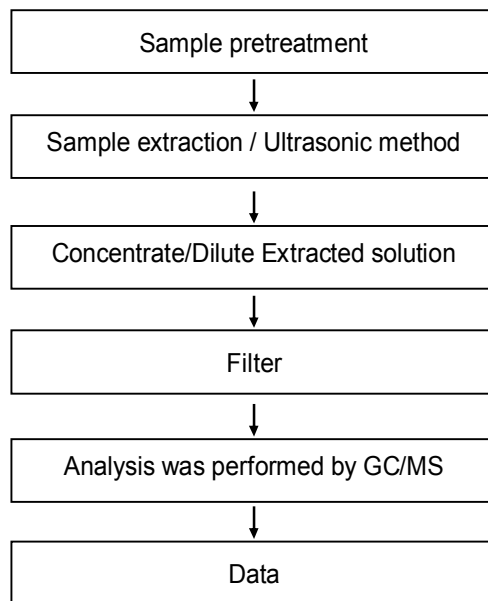 Sample pretreatment
Sample extraction / Ultrasonic method
Concentrate/Dilute Extracted solution
Filter
Analysis was performed by GC/MS
Data